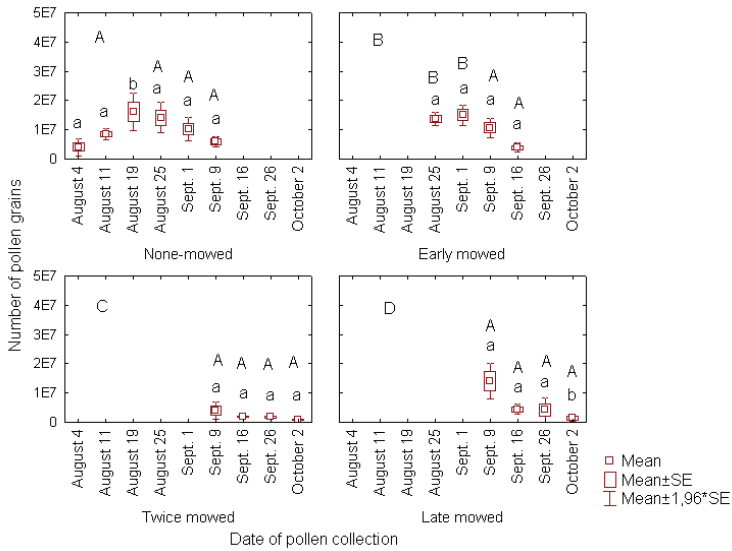 Number of pollen grains
5E7
4E7
3E7
2E7
1E7
0
A
A
A
A
b
a
a
a
a
a
August 4
August 11
August 19
August 25
Sept. 1
Sept. 9
Sept. 16
Sept. 26
October 2
None-mowed
B
B
B
A
A
a
a
a
a
August 4
August 11
August 19
August 25
Sept. 1
Sept. 9
Sept. 16
Sept. 26
October 2
Early mowed
5E7
4E7
3E7
2E7
1E7
0
C
A
A
A
A
a
a
a
a
August 4
August 11
August 19
August 25
Sept. 1
Sept. 9
Sept. 16
Sept. 26
October 2
Twice mowed
D
A
A
A
A
a
a
a
b
August 4
August 11
August 19
August 25
Sept. 1
Sept. 9
Sept. 16
Sept. 26
October 2
Late mowed
Date of pollen collection
Mean
Mean±SE
Mean±1,96*SE